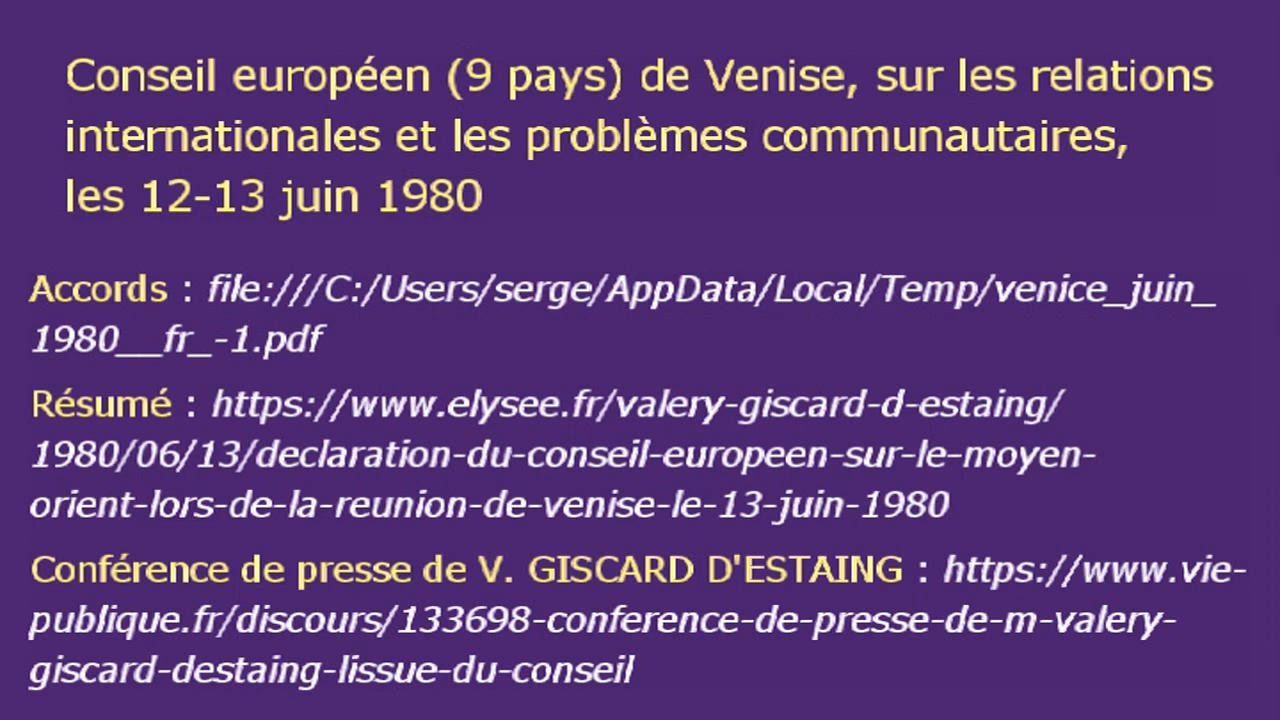 Conseil européen (9 pays) de Venise, sur les relations
internationales et les problèmes communautaires,
les 12-13 juin 1980
Accords : file:///C:/Users/serge/AppData/Local/Temp/venice_juin_
1980__fr_-1.pdf
Résumé : https://www.elysee.fr/valery-giscard-d-estaing/
1980/06/13/declaration-du-conseil-europeen-sur-le-moyen-
orient-lors-de-la-reunion-de-venise-le-13-juin-1980
Conférence de presse de V. GISCARD D'ESTAING : https://www.vie-
publique.fr/discours/133698-conference-de-presse-de-m-valery-
giscard-destaing-lissue-du-conseil